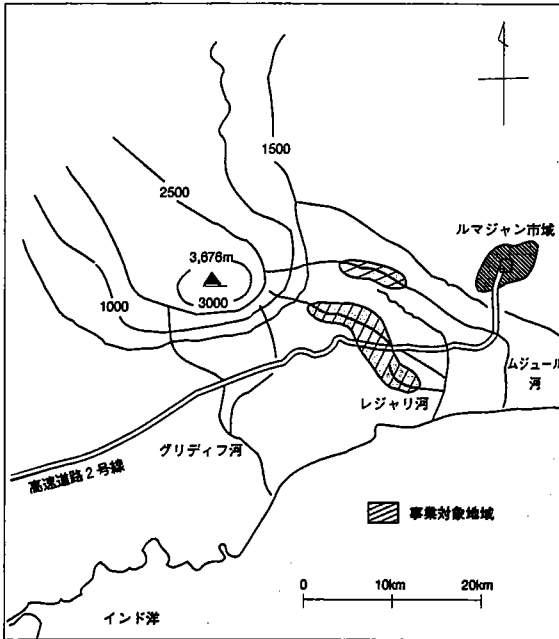 1500
2500
ルマジャン市域
3,676m
3000
1000
ムジュール
河
レジャリ河
グリディフ河
高速道路2号線
事業対象地域
0 10km 20km
インド洋